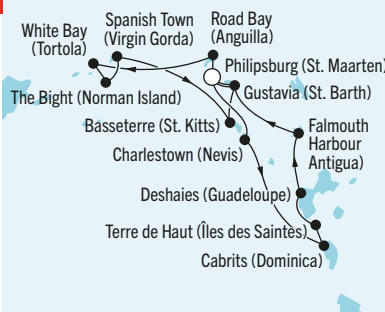 White Bay
(Tortola)
Spanish Town
(Virgin Gorda)
Road Bay
(Anguilla)
Philipsburg (St. Maarten)
The Bight (Norman Island)
Gustavia (St. Barth)
Basseterre (St. Kitts)
Falmouth
Harbour
Antigua)
Charlestown (Nevis)
Deshaies (Guadeloupe)
Terre de Haut (Îles des Saintes)
Cabrits (Dominica)